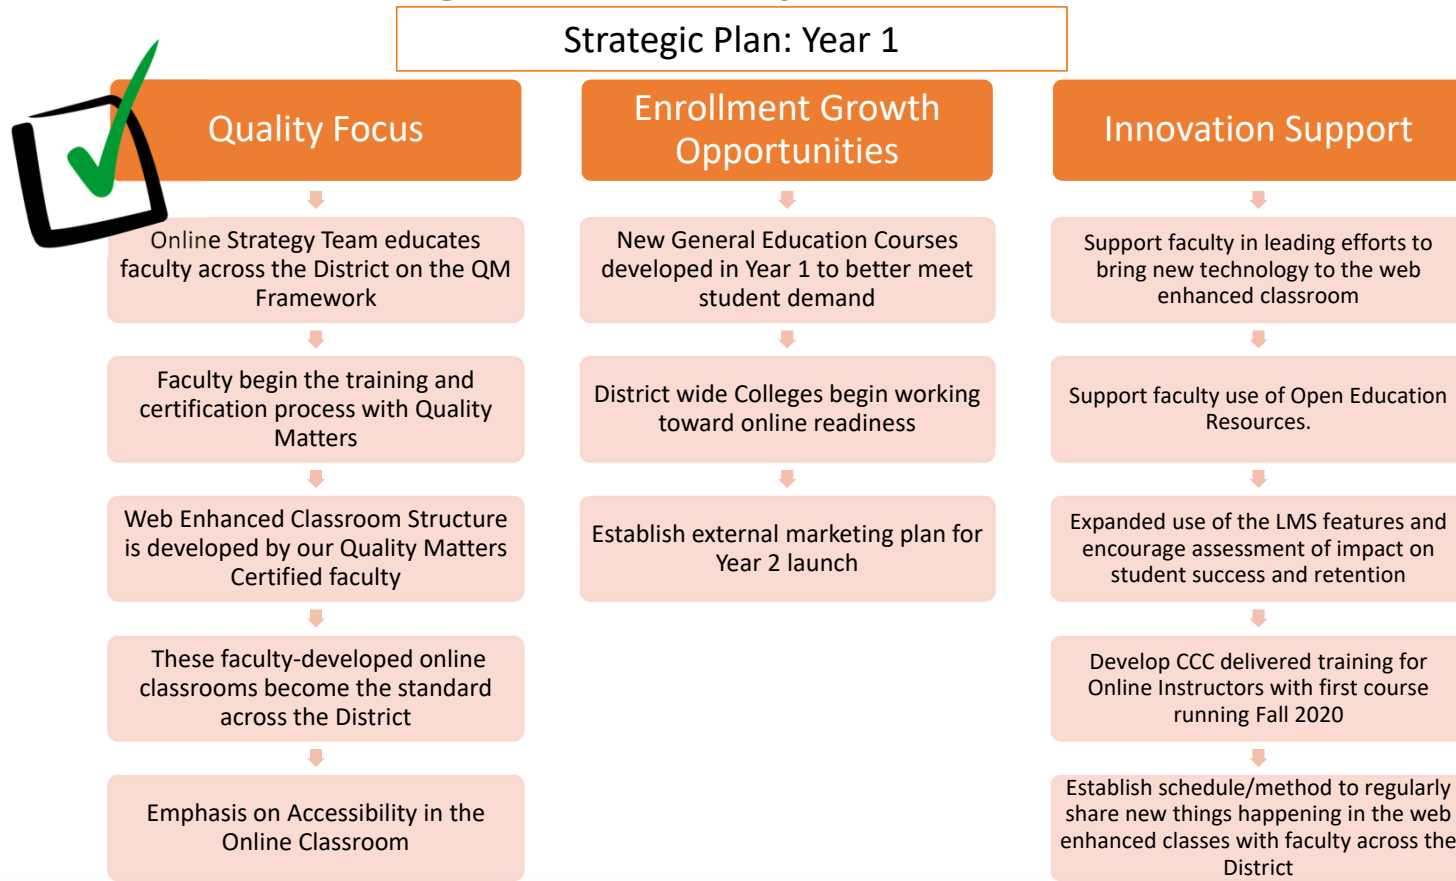 Strategic Plan: Year 1
Quality Focus
Online Strategy Team educates
faculty across the District on the QM
Framework
Faculty begin the training and
certification process with Quality
Matters
Web Enhanced Classroom Structure
is developed by our Quality Matters
Certified faculty
These faculty-developed online
classrooms become the standard
across the District
Emphasis on Accessibility in the
Online Classroom
Enrollment Growth
Opportunities
New General Education Courses
developed in Year 1 to better meet
student demand
District wide Colleges begin working
toward online readiness
Establish external marketing plan for
Year 2 launch
Innovation Support
Support faculty in leading efforts to
bring new technology to the web
enhanced classroom
Support faculty use of Open Education
Resources.
Expanded use of the LMS features and
encourage assessment of impact on
student success and retention
Develop CCC delivered training for
Online Instructors with first course
running Fall 2020
Establish schedule/method to regularly
share new things happening in the web
enhanced classes with faculty across the
District